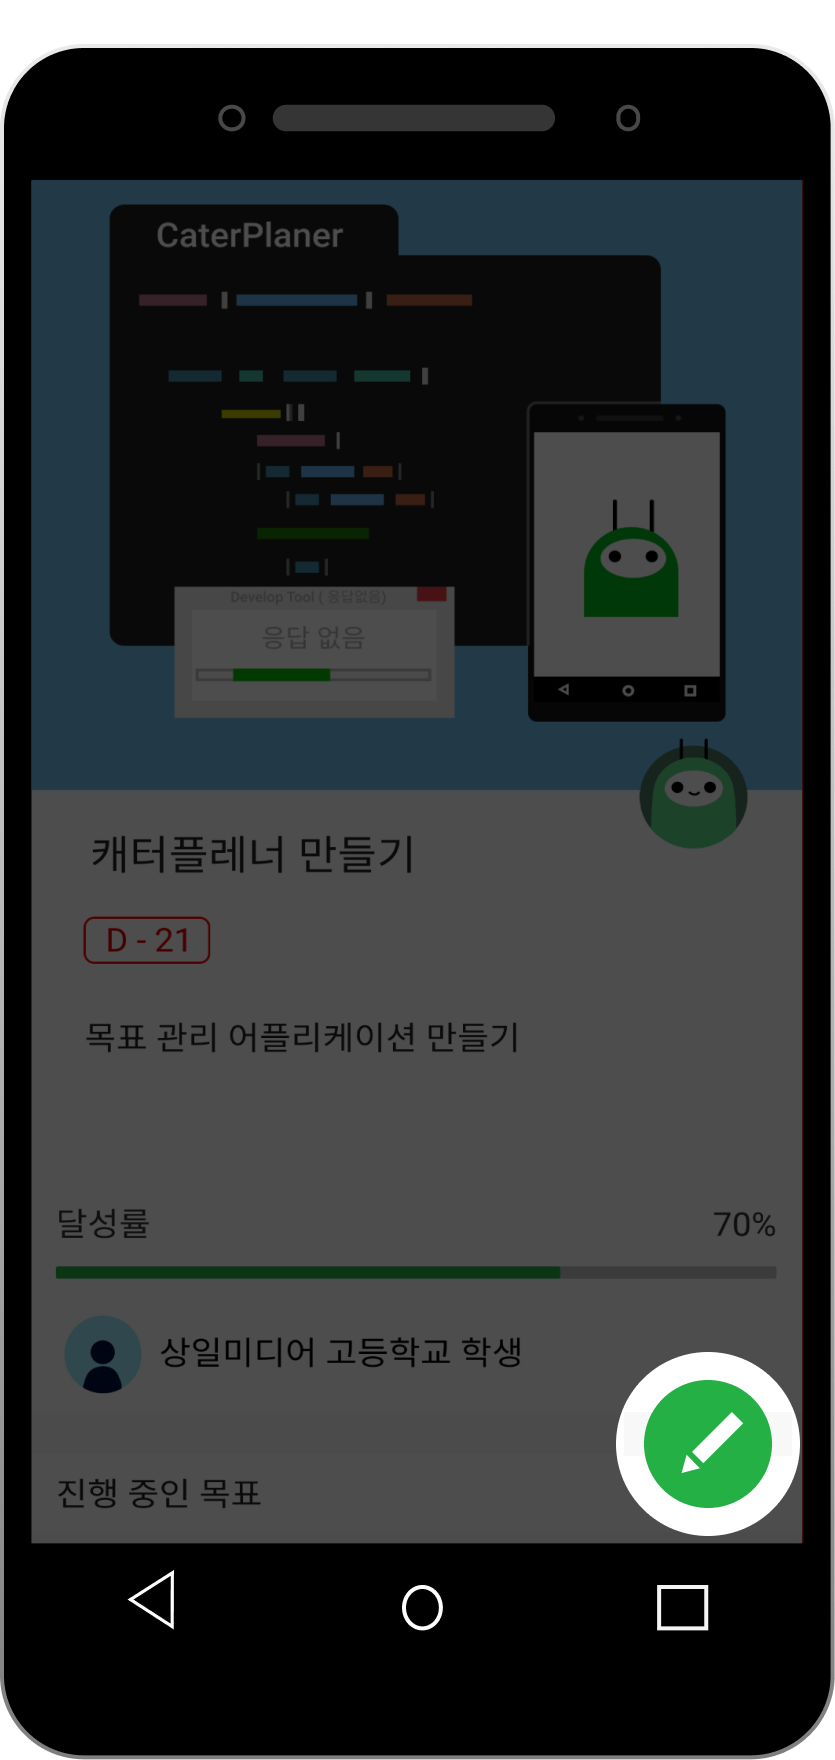 CaterPlaner
Develop Tool ( 응답없음)
응답 없음
캐터플레너 만들기
D - 21
목표 관리 어플리케이션 만들기
달성률 70%
상일미디어 고등학교 학생
진행 중인 목표